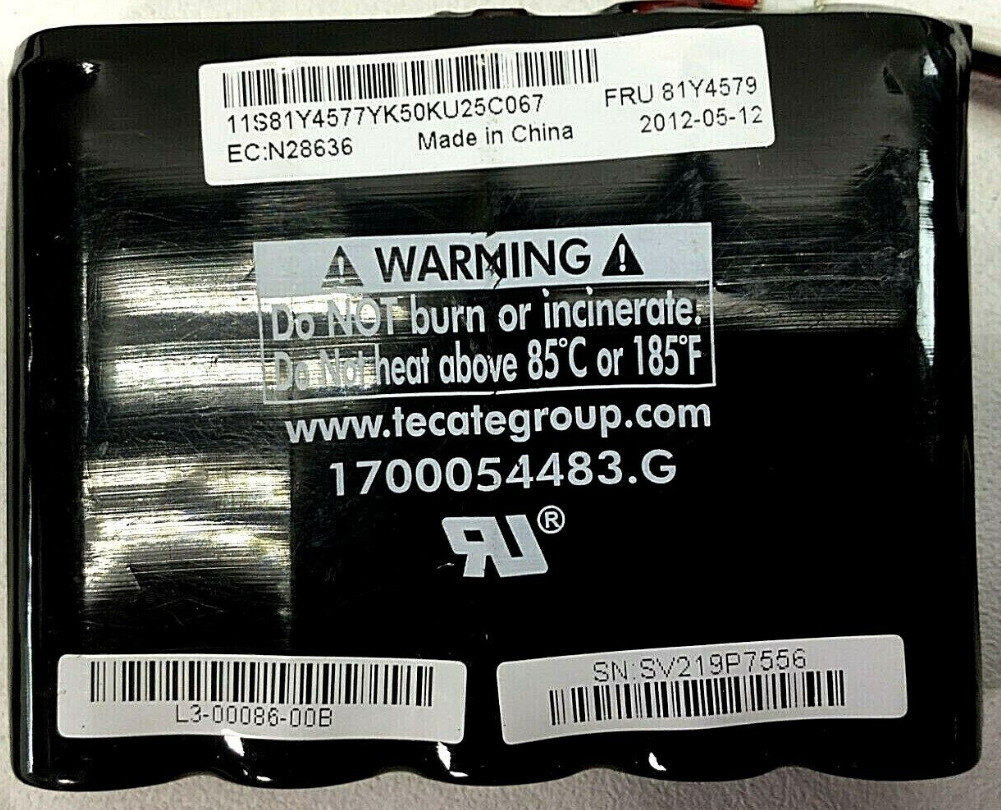 11S81Y4577YK50KU25C067
FRU 81Y4579
EC:N28636
Made in China
2012-05-12
WARNING
Do NOT burn or incinerate.
Do Not heat above 85°C or 185°F
www.tecategroup.com
1700054483.G
RU®
L3-00086-00B
SN:SV219P7556